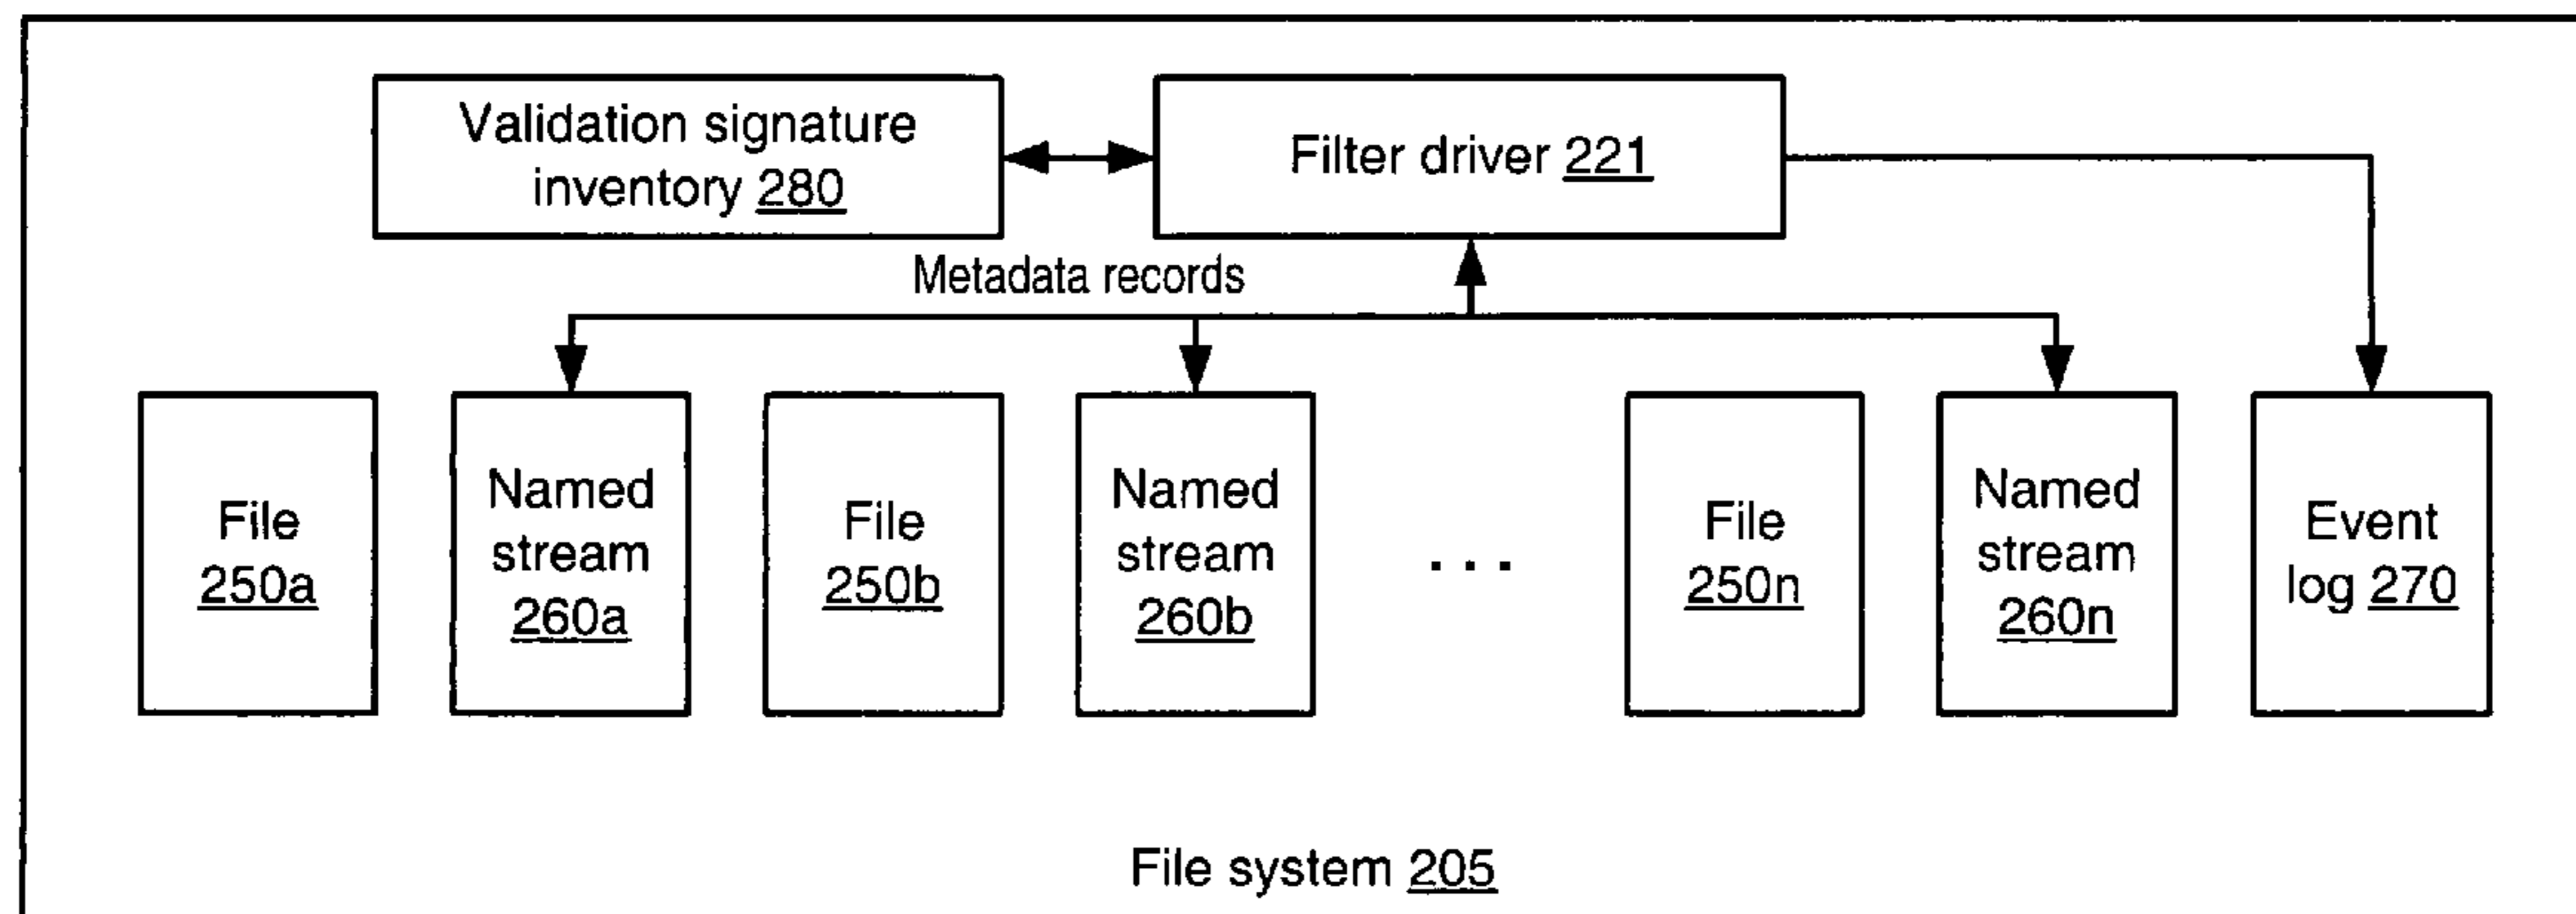 Validation signature
inventory 280
Filter driver 221
Metadata records
File
250a
Named
stream
260a
File
250b
Named
stream
260b
. . .
File
250n
Named
stream
260n
Event
log 270
File system 205